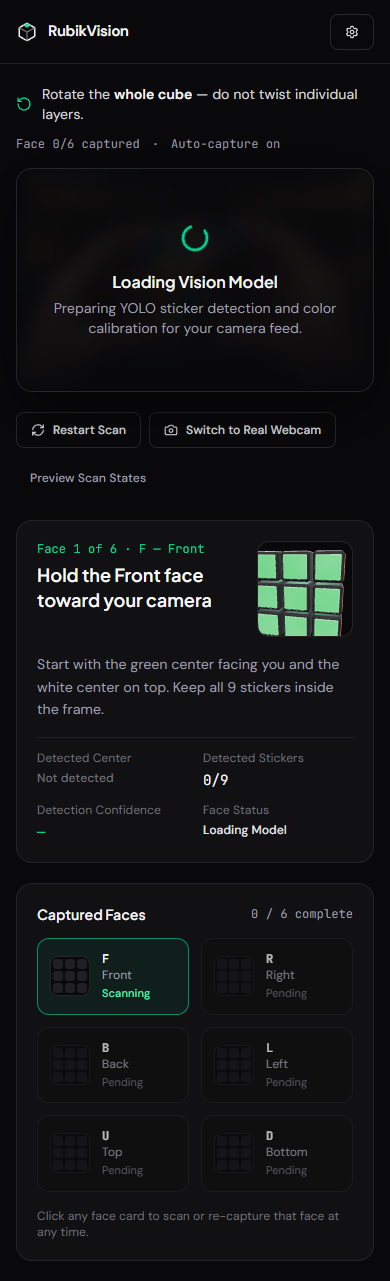 RubikVision
Rotate the whole cube — do not twist individual
layers.
Face 0/6 captured · Auto-capture on
Loading Vision Model
Preparing YOLO sticker detection and color
calibration for your camera feed.
Restart Scan
Switch to Real Webcam
Preview Scan States
Face 1 of 6 · F — Front
Hold the Front face
toward your camera
Start with the green center facing you and the
white center on top. Keep all 9 stickers inside
the frame.
Detected Center
Not detected
Detected Stickers
0/9
Detection Confidence
—
Face Status
Loading Model
Captured Faces
0 / 6 complete
F
Front
Scanning
R
Right
Pending
B
Back
Pending
L
Left
Pending
U
Top
Pending
D
Bottom
Pending
Click any face card to scan or re-capture that face at
any time.